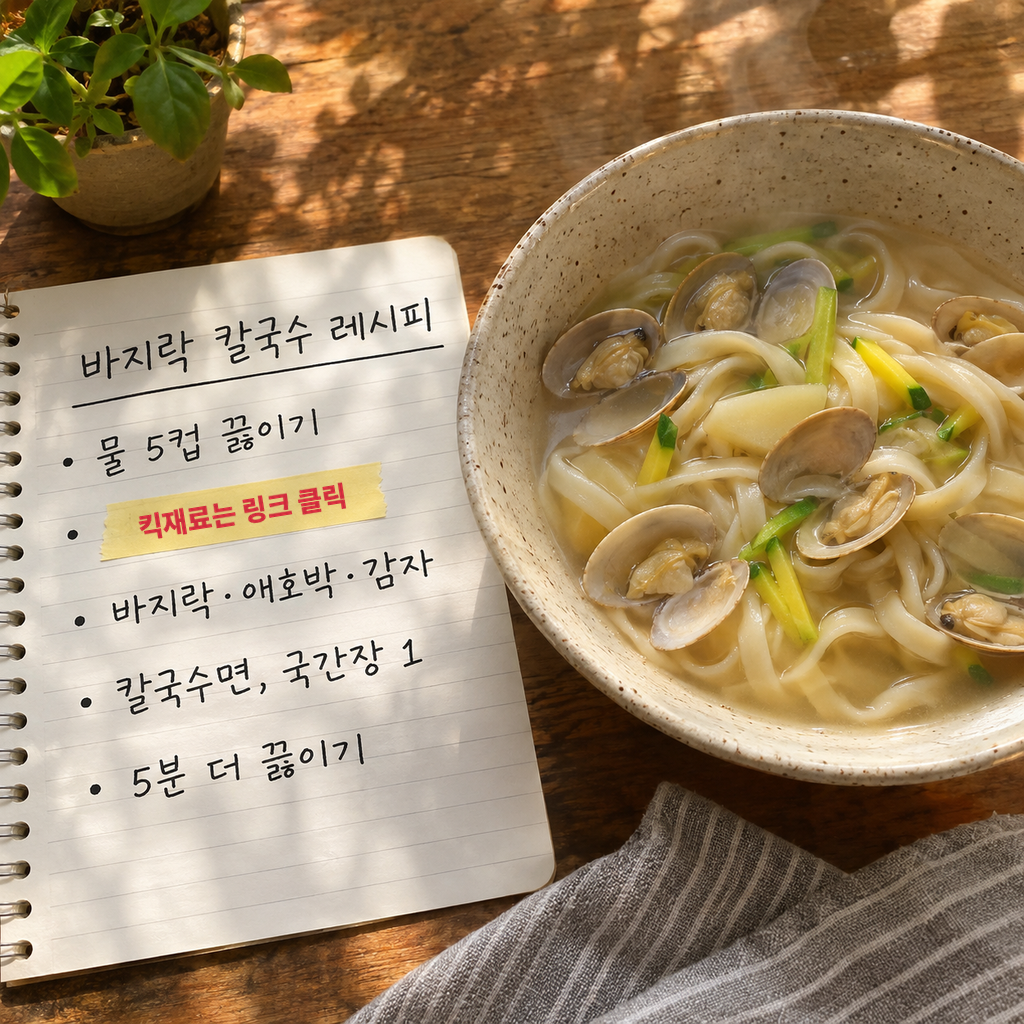 바지락 칼국수 레시피
• 물 5컵 끓이기
• 킥재료는 링크 클릭
• 바지락·애호박·감자
• 칼국수면, 국간장 1
• 5분 더 끓이기